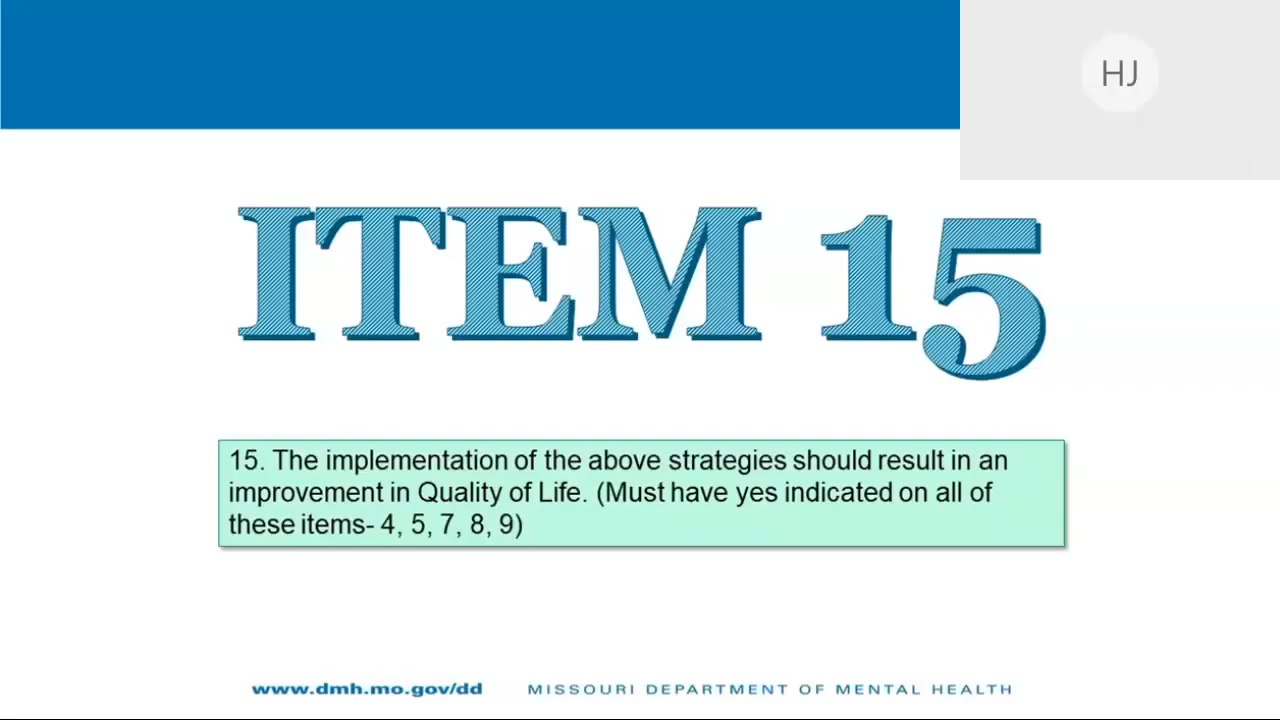 HJ
ITEM 15
15. The implementation of the above strategies should result in an
improvement in Quality of Life. (Must have yes indicated on all of
these items- 4, 5, 7, 8, 9)
www.dmh.mo.gov/dd MISSOURI DEPARTMENT OF MENTAL HEALTH